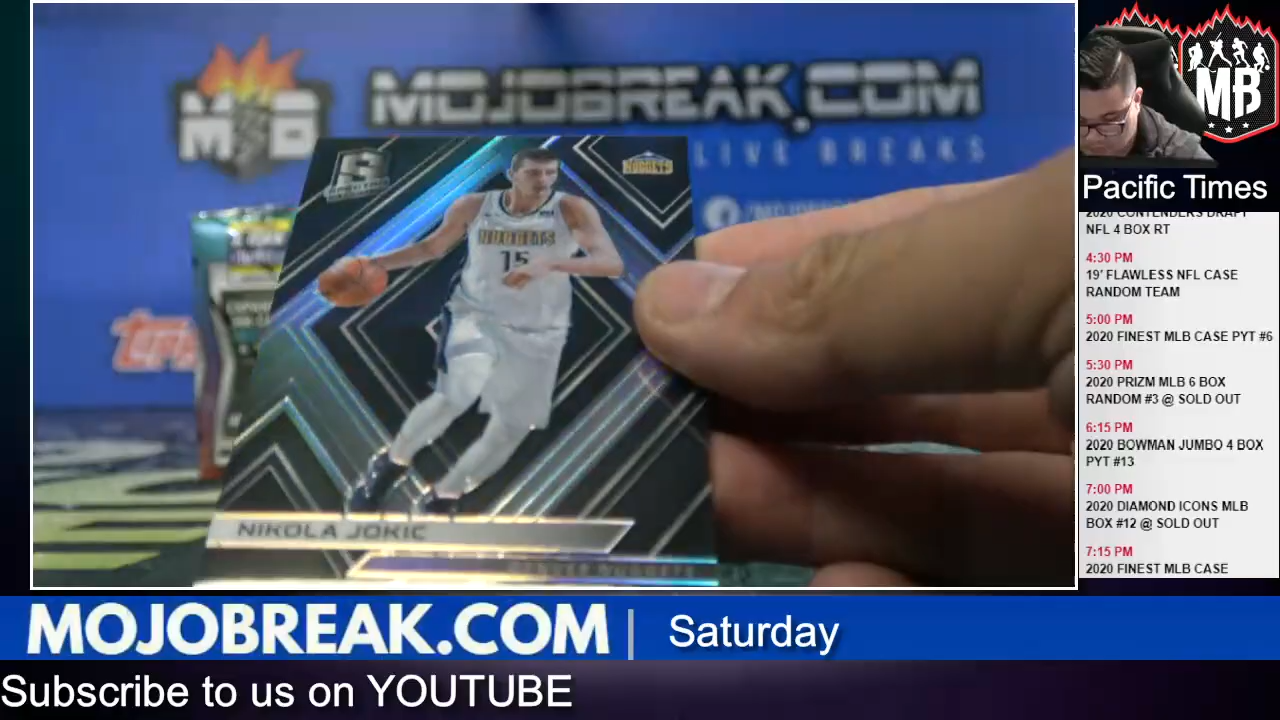 MOJOBREAK.COM
LIVE BREAKS
NUGGETS
NUGGETS
15
NIKOLA JOKIC
MB
Pacific Times
2020 CONTENDERS DRAFT
NFL 4 BOX RT
4:30 PM
19' FLAWLESS NFL CASE
RANDOM TEAM
5:00 PM
2020 FINEST MLB CASE PYT #6
5:30 PM
2020 PRIZM MLB 6 BOX
RANDOM #3 @ SOLD OUT
6:15 PM
2020 BOWMAN JUMBO 4 BOX
PYT #13
7:00 PM
2020 DIAMOND ICONS MLB
BOX #12 @ SOLD OUT
7:15 PM
2020 FINEST MLB CASE
MOJOBREAK.COM | Saturday
Subscribe to us on YOUTUBE